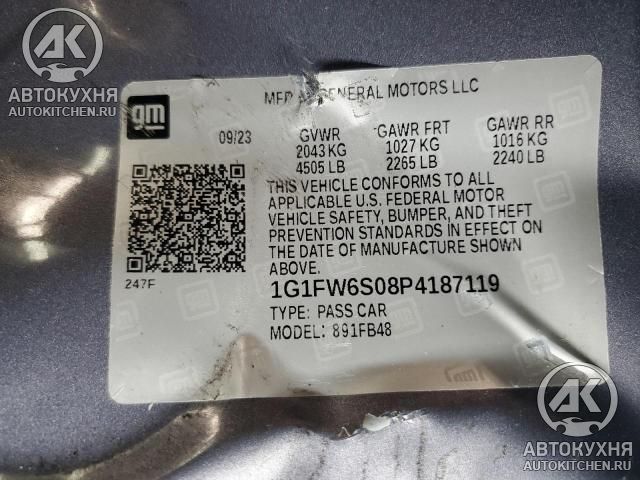 AK
АВТОКУХНЯ
AUTOKITCHEN.RU
gm
MFD GENERAL MOTORS LLC
09/23
GVWR GAWR FRT GAWR RR
2043 KG 1027 KG 1016 KG
4505 LB 2265 LB 2240 LB
THIS VEHICLE CONFORMS TO ALL
APPLICABLE U.S. FEDERAL MOTOR
VEHICLE SAFETY, BUMPER, AND THEFT
PREVENTION STANDARDS IN EFFECT ON
THE DATE OF MANUFACTURE SHOWN
ABOVE.
247F
1G1FW6S08P4187119
TYPE: PASS CAR
MODEL: 891FB48
AK
АВТОКУХНЯ
AUTOKITCHEN.RU